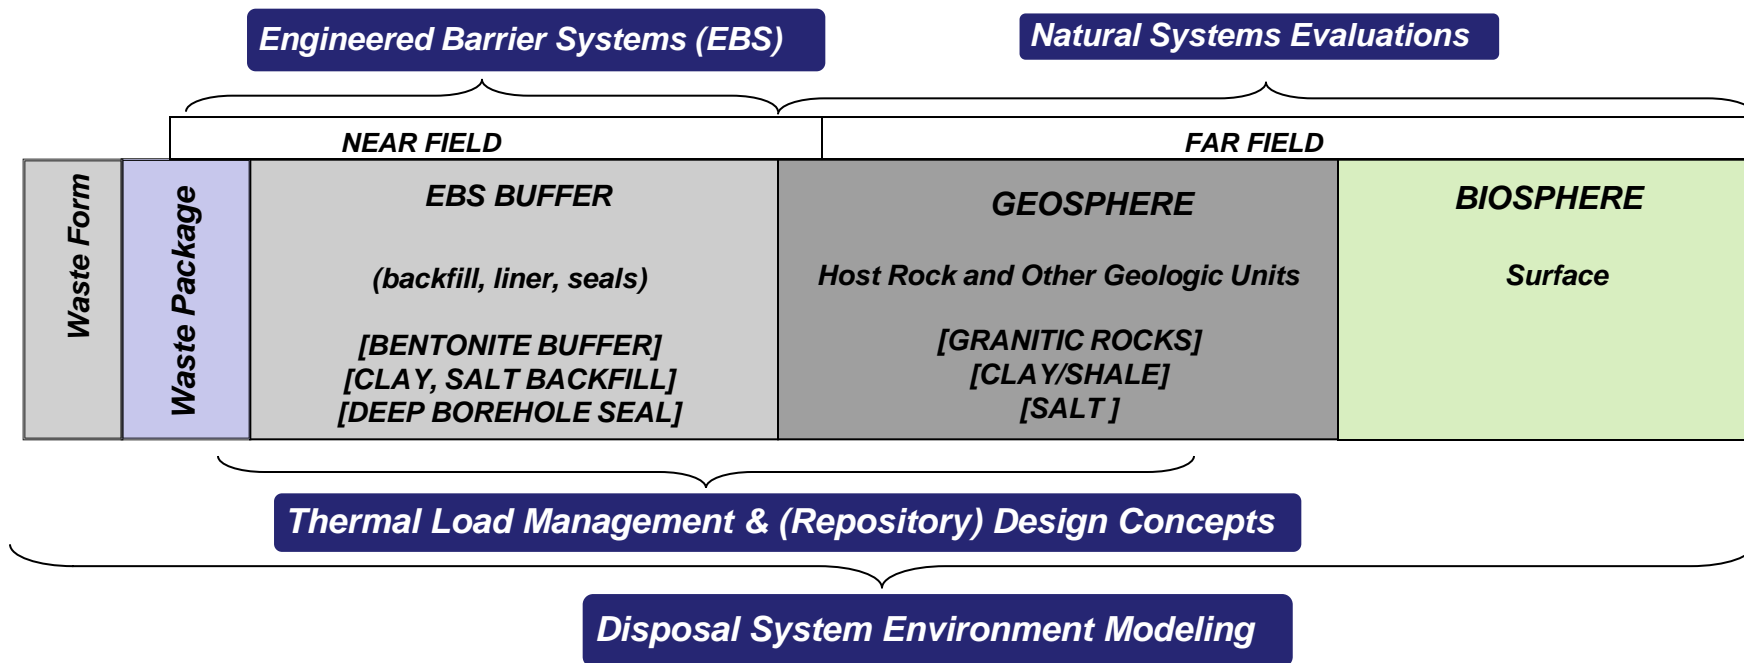 Engineered Barrier Systems (EBS)
Natural Systems Evaluations
NEAR FIELD
FAR FIELD
Waste Form
Waste Package
EBS BUFFER
(backfill, liner, seals)
[BENTONITE BUFFER]
[CLAY, SALT BACKFILL]
[DEEP BOREHOLE SEAL]
GEOSPHERE
Host Rock and Other Geologic Units
[GRANITIC ROCKS]
[CLAY/SHALE]
[SALT ]
BIOSPHERE
Surface
Thermal Load Management & (Repository) Design Concepts
Disposal System Environment Modeling